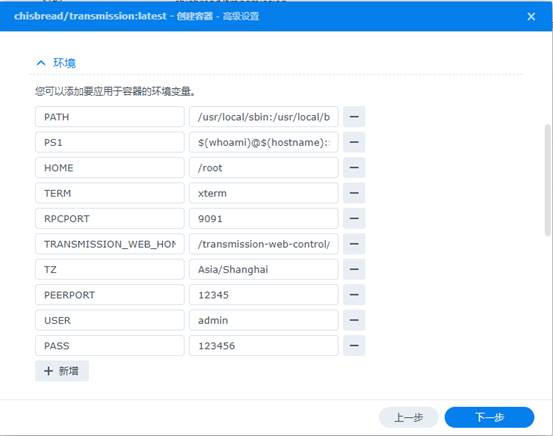 chisbread/transmission:latest - 创建容器 - 高级设置
环境
您可以添加要应用于容器的环境变量。
PATH /usr/local/sbin:/usr/local/b
PS1 $(whoami)@$(hostname):
HOME /root
TERM xterm
RPCPORT 9091
TRANSMISSION_WEB_HOM /transmission-web-control/
TZ Asia/Shanghai
PEERPORT 12345
USER admin
PASS 123456
+ 新增
上一步 下一步